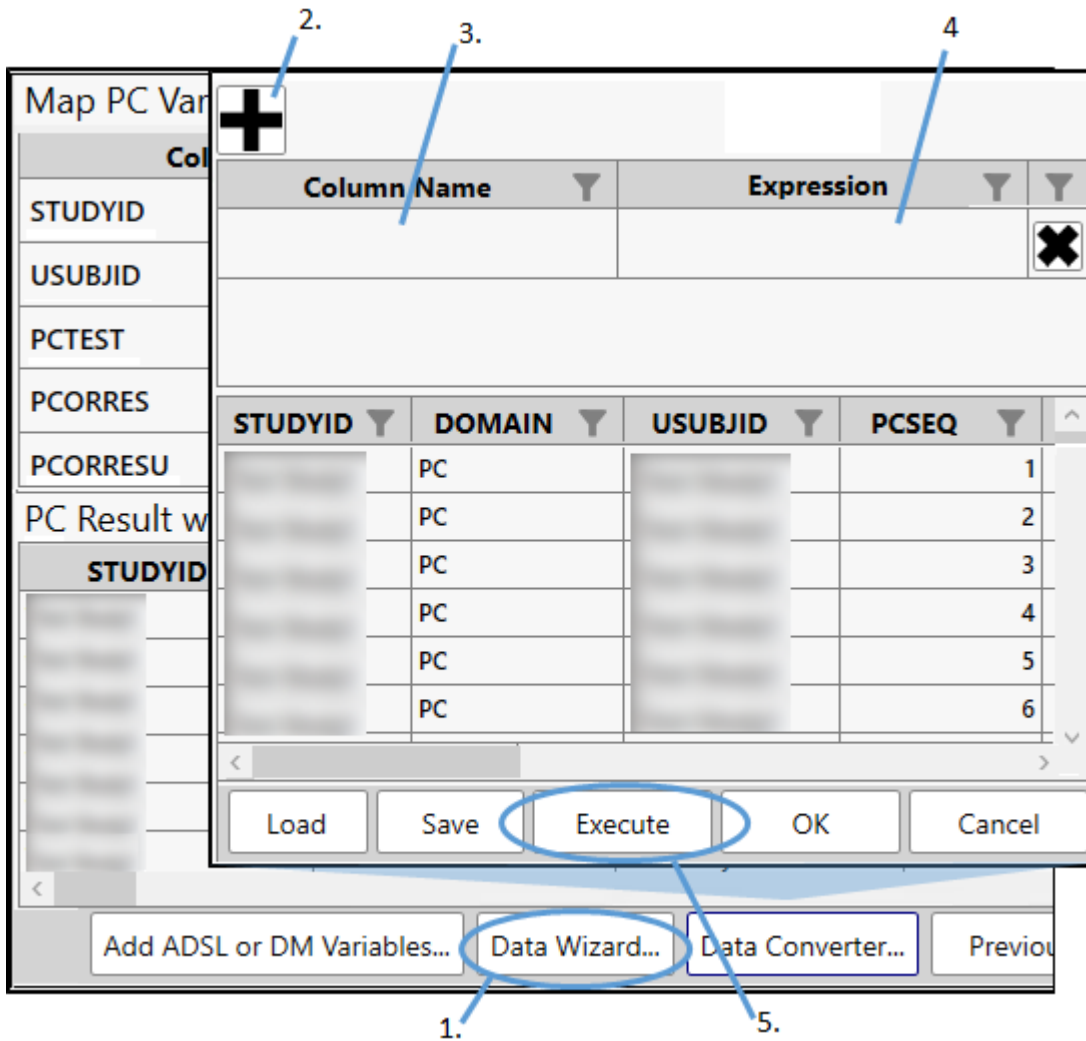 2.
3.
4
Map PC Var
Col
STUDYID
USUBJID
PCTEST
PCORRES
PCORRESU
PC Result w
STUDYID
Column Name Expression
STUDYID DOMAIN USUBJID PCSEQ
PC 1
PC 2
PC 3
PC 4
PC 5
PC 6
Load Save Execute OK Cancel
Add ADSL or DM Variables... Data Wizard... Data Converter... Previou
1.
5.